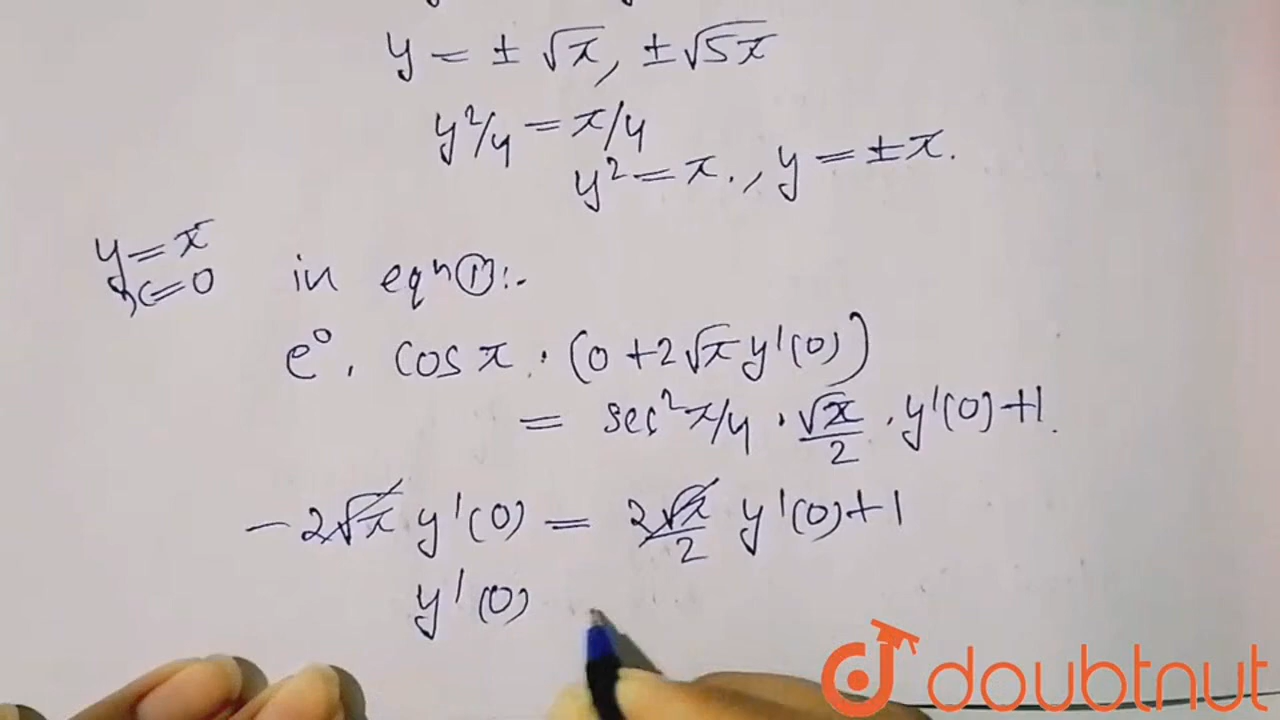 y = ± √π, ± √5π
y²/4 = π/4
y² = π., y = ±π.
y = π
x = 0 in eqⁿ ①:-
e⁰. cos π · (0 + 2√π y'(0))
= sec² π/4 · √π/2 . y'(0) + 1.
- 2√π y'(0) = 2√π/2 y'(0) + 1
y'(0)
doubtnut